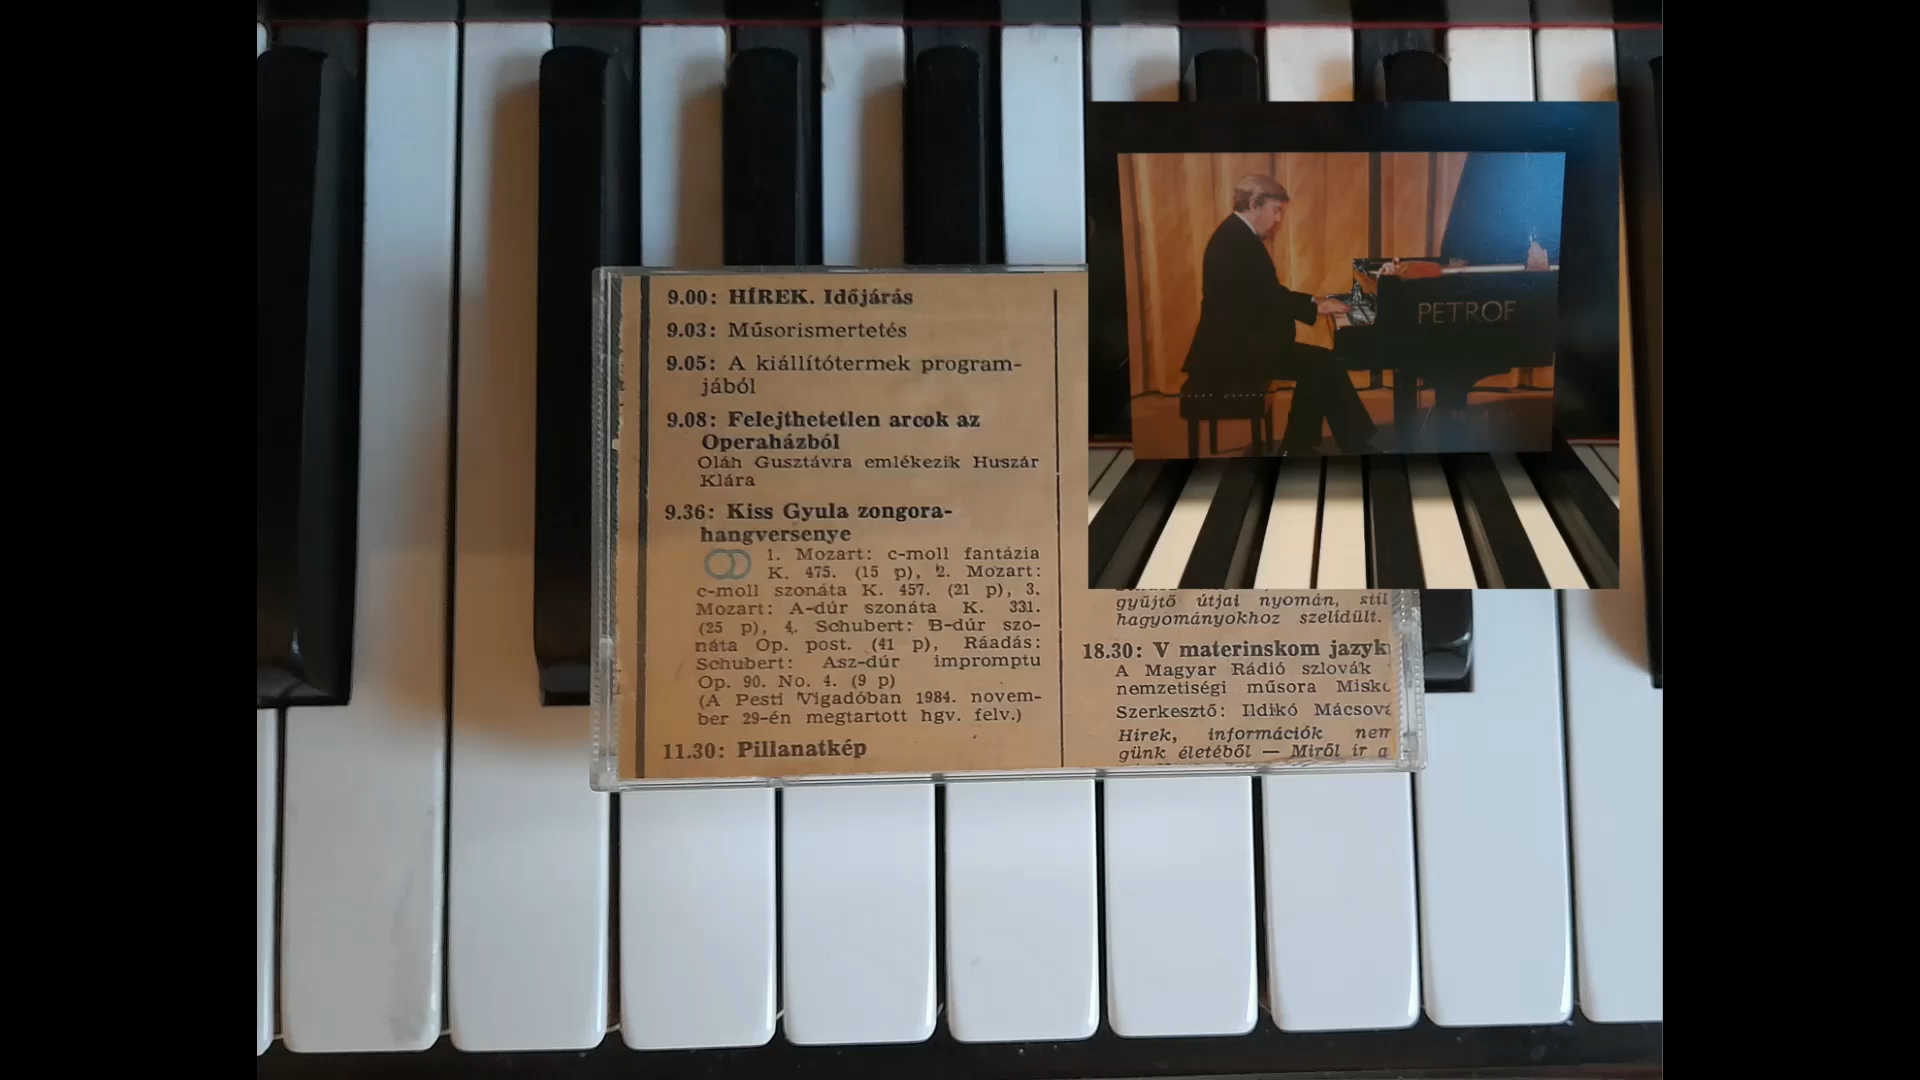 9.00: HÍREK. Időjárás
9.03: Műsorismertetés
9.05: A kiállítótermek program-
jából
9.08: Felejthetetlen arcok az
Operaházból
Oláh Gusztávra emlékezik Huszár
Klára
9.36: Kiss Gyula zongora-
hangversenye
1. Mozart: c-moll fantázia
K. 475. (15 p), 2. Mozart:
c-moll szonáta K. 457. (21 p), 3.
Mozart: A-dúr szonáta K. 331.
(25 p), 4. Schubert: B-dúr szo-
náta Op. post. (41 p), Ráadás:
Schubert: Asz-dúr impromptu
Op. 90. No. 4. (9 p)
(A Pesti Vigadóban 1984. novem-
ber 29-én megtartott hgv. felv.)
11.30: Pillanatkép
PETROF
gyűjtő útjai nyomán, stíl
hagyományokhoz szelídült.
18.30: V materinskom jazyk
A Magyar Rádió szlovák
nemzetiségi műsora Misko
Szerkesztő: Ildikó Mácsova
Hírek, információk nem
günk életéből — Miről ír a